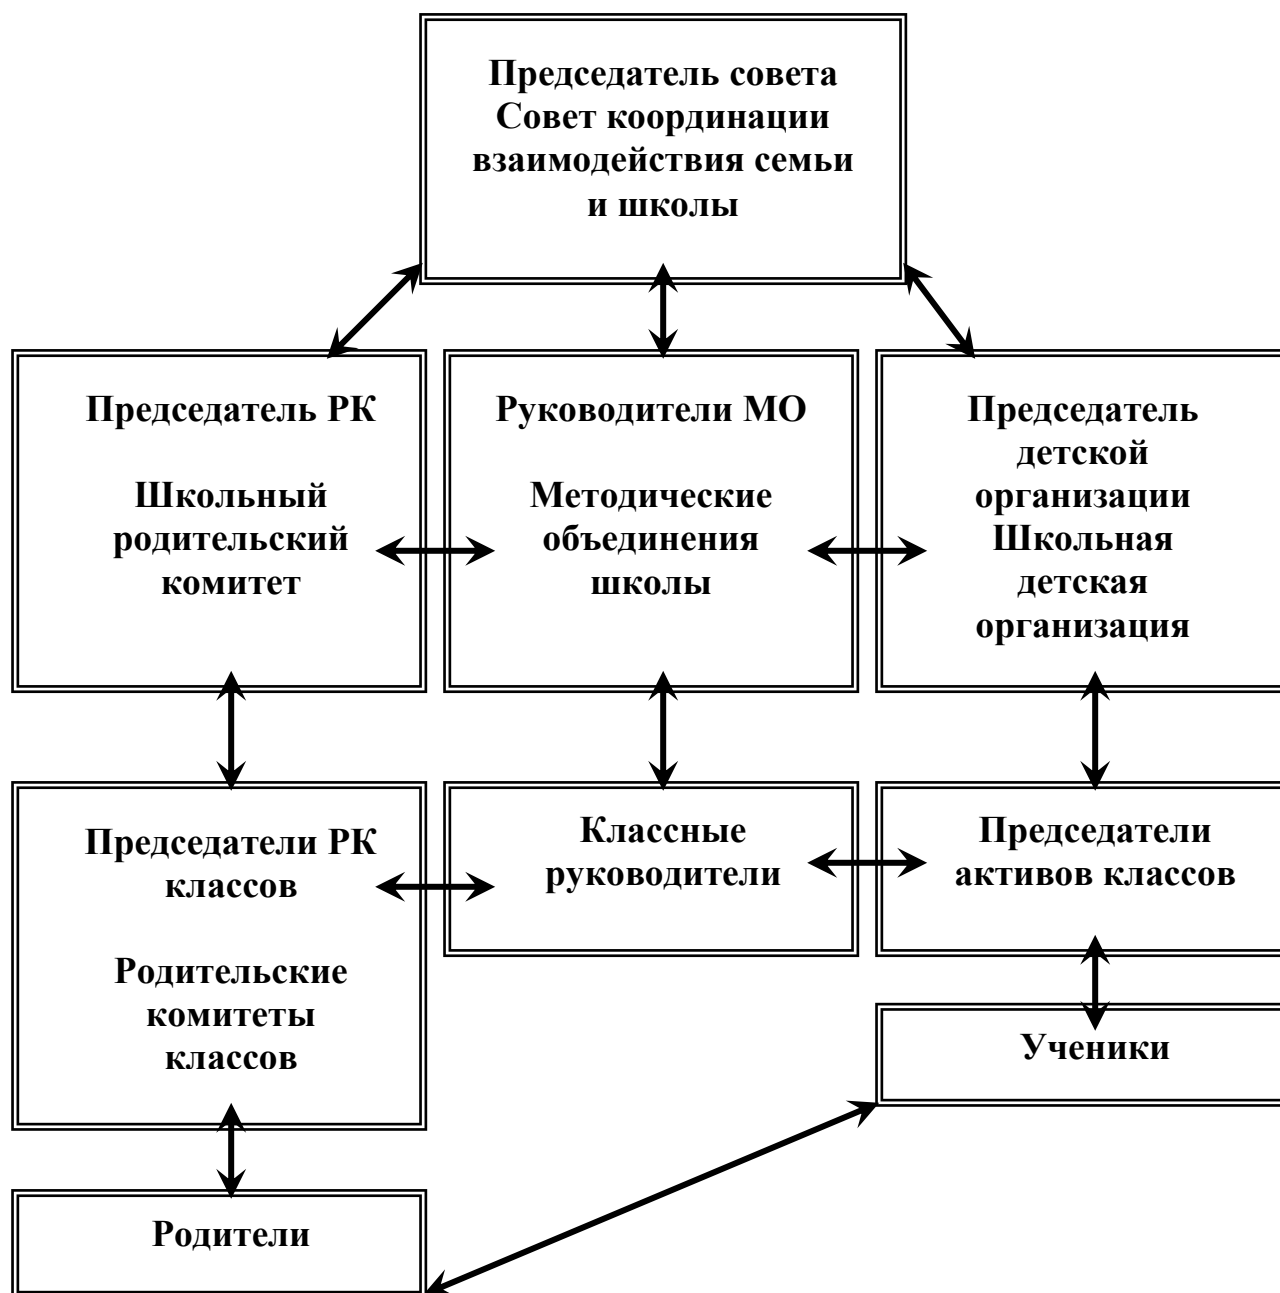 Председатель совета
Совет координации
взаимодействия семьи
и школы
Председатель РК
Школьный
родительский
комитет
Руководители МО
Методические
объединения
школы
Председатель
детской
организации
Школьная
детская
организация
Председатели РК
классов
Родительские
комитеты
классов
Классные
руководители
Председатели
активов классов
Ученики
Родители